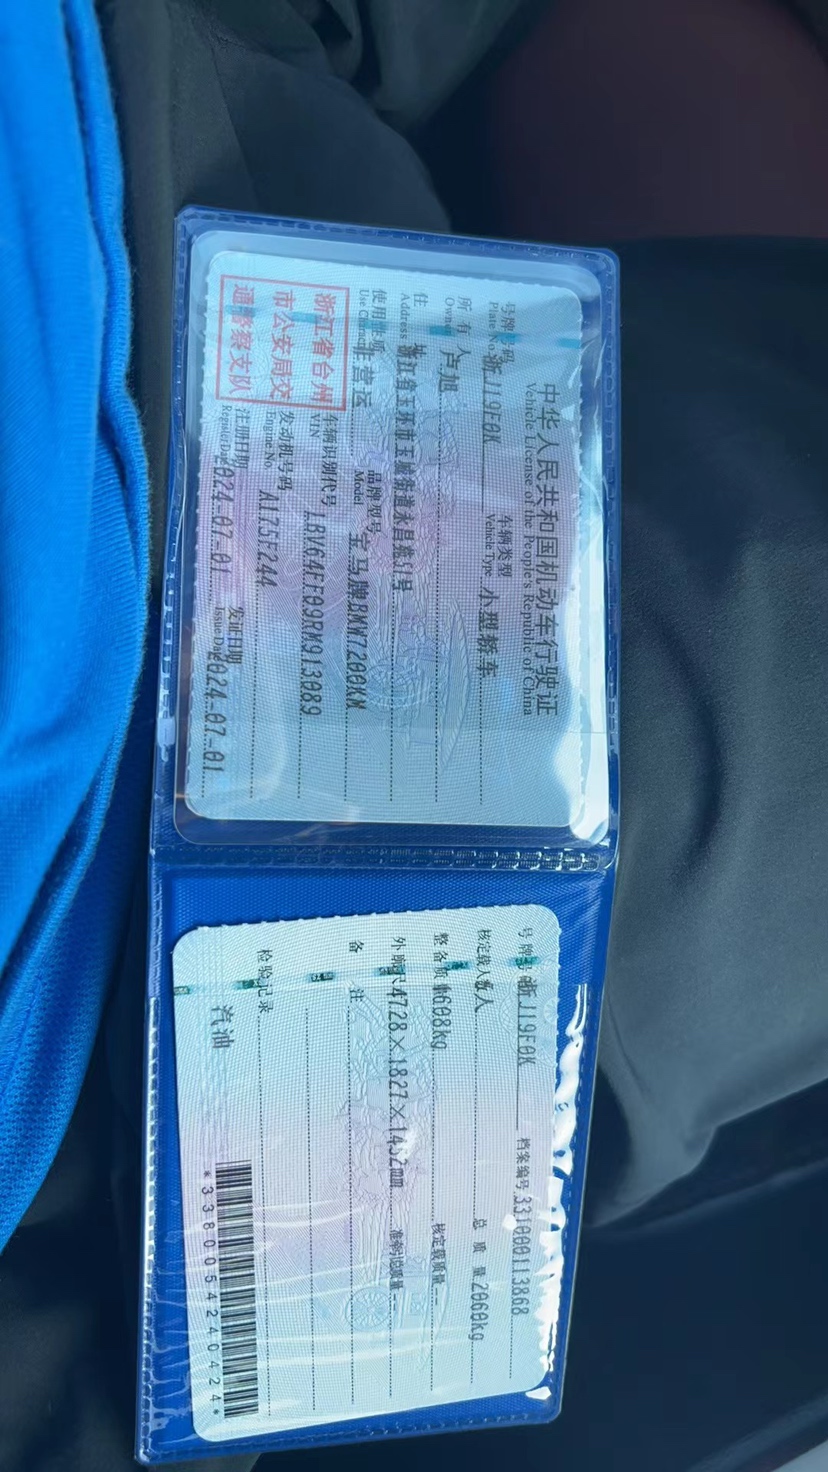 中华人民共和国机动车行驶证
Vehicle License of the People's Republic of China
号牌号码 浙J19F0K 车辆类型 小型轿车
Plate No. Vehicle Type
所有人 卢旭
Owner
住址 浙江省玉环市玉城街道永昌路51号
Address
使用性质 非营运 品牌型号 宝马牌BMW7200KM
Use Character Model
浙江省台州
市公安局交
通警察支队
车辆识别代号 LBV64FF09RM913089
VIN
发动机号码 A175F244
Engine No.
注册日期 2024-07-01 发证日期 2024-07-01
Register Date Issue Date
号牌号码 浙J19F0K 档案编号 331000113868
核定载人数 5人 总质量 2060kg
整备质量 1608kg 核定载质量 --
外廓尺寸 4728×1827×1452mm 准牵引总质量 --
备注
检验记录
汽油
*3380054240424*